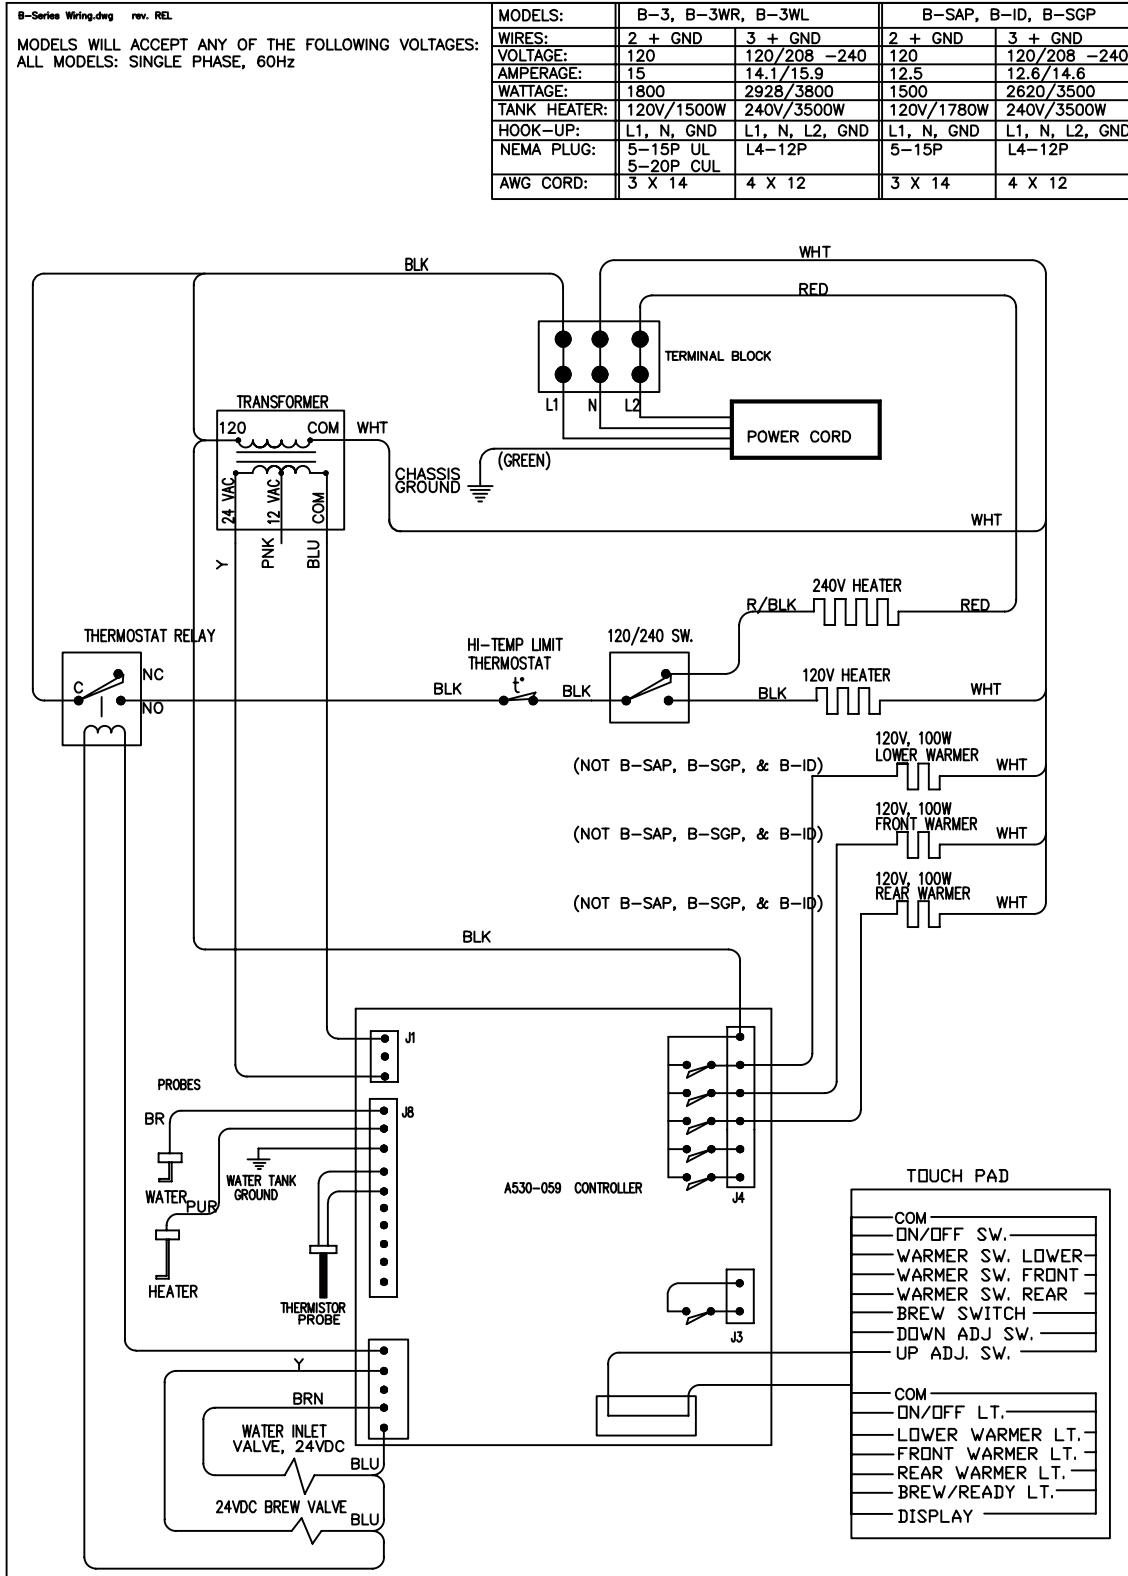 B-Series Wiring.dwg rev. REL
MODELS WILL ACCEPT ANY OF THE FOLLOWING VOLTAGES:
ALL MODELS: SINGLE PHASE, 60Hz
MODELS: B-3, B-3WR, B-3WL B-SAP, B-ID, B-SGP
WIRES: 2 + GND 3 + GND 2 + GND 3 + GND
VOLTAGE: 120 120/208 -240 120 120/208 -240
AMPERAGE: 15 14.1/15.9 12.5 12.6/14.6
WATTAGE: 1800 2928/3800 1500 2620/3500
TANK HEATER: 120V/1500W 240V/3500W 120V/1780W 240V/3500W
HOOK-UP: L1, N, GND L1, N, L2, GND L1, N, GND L1, N, L2, GND
NEMA PLUG: 5-15P UL L4-12P 5-15P L4-12P
5-20P CUL
AWG CORD: 3 X 14 4 X 12 3 X 14 4 X 12
WHT
BLK
RED
TERMINAL BLOCK
TRANSFORMER
L1 N L2
120 COM WHT
POWER CORD
(GREEN)
CHASSIS
GROUND
24 VAC
12 VAC
COM
WHT
Y
PNK
BLU
240V HEATER
R/BLK RED
THERMOSTAT RELAY
HI-TEMP LIMIT
THERMOSTAT
120/240 SW.
NC
C
t°
120V HEATER
BLK BLK BLK WHT
NO
120V, 100W
LOWER WARMER
(NOT B-SAP, B-SGP, & B-ID) WHT
120V, 100W
FRONT WARMER
(NOT B-SAP, B-SGP, & B-ID) WHT
120V, 100W
REAR WARMER
(NOT B-SAP, B-SGP, & B-ID) WHT
BLK
J1
PROBES
J8
BR
WATER TANK
GROUND
WATER
PUR
A530-059 CONTROLLER
J4
HEATER
THERMISTOR
PROBE
J3
TOUCH PAD
COM
ON/OFF SW.
WARMER SW. LOWER
WARMER SW. FRONT
WARMER SW. REAR
BREW SWITCH
DOWN ADJ SW.
UP ADJ. SW.
COM
ON/OFF LT.
LOWER WARMER LT.
FRONT WARMER LT.
REAR WARMER LT.
BREW/READY LT.
DISPLAY
Y
BRN
WATER INLET
VALVE, 24VDC
BLU
24VDC BREW VALVE
BLU